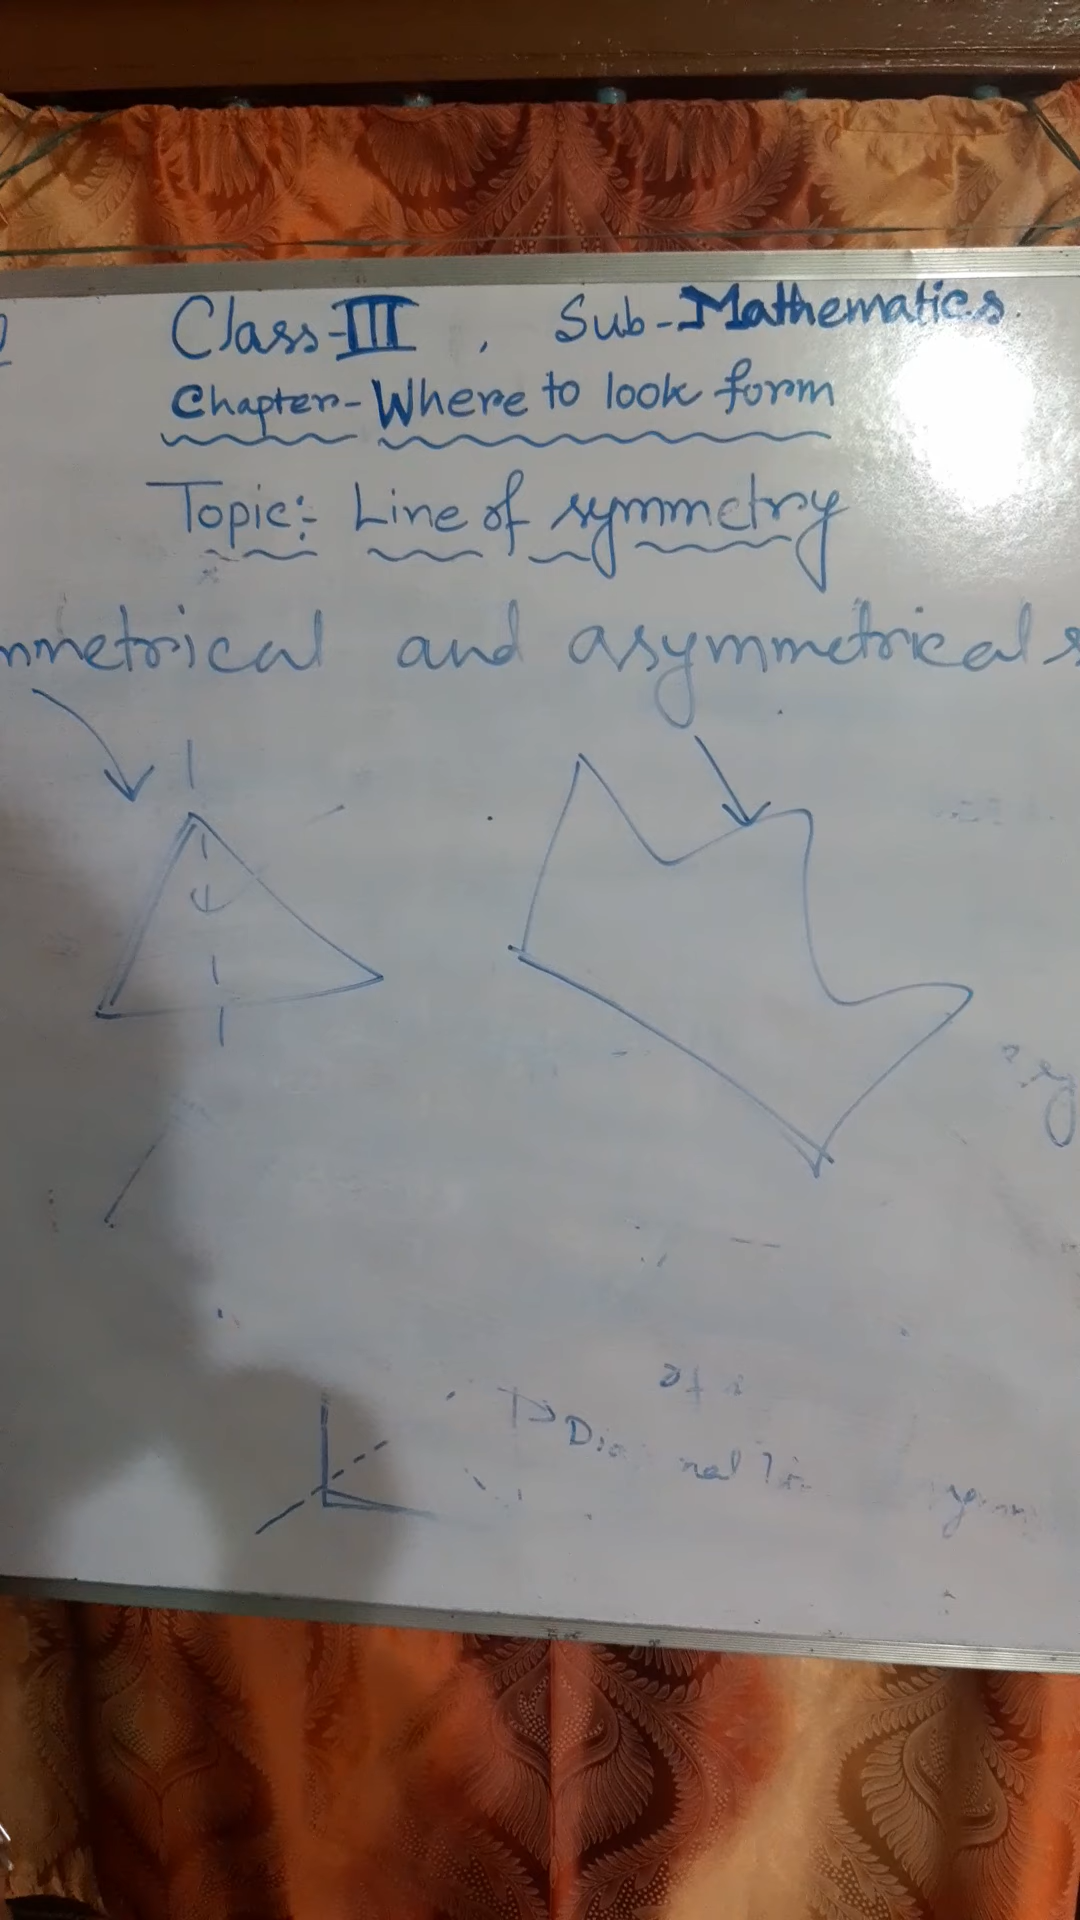 Class-III, Sub-Mathematics.
Chapter-Where to look form
Topic:- Line of symmetry
mmetrical and asymmetrical s